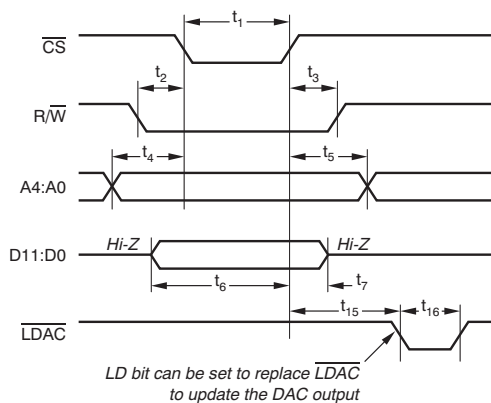 t1
CS
t2
t3
R/W
t4
t5
A4:A0
Hi-Z
Hi-Z
D11:D0
t6
t7
t15
t16
LDAC
LD bit can be set to replace LDAC
to update the DAC output